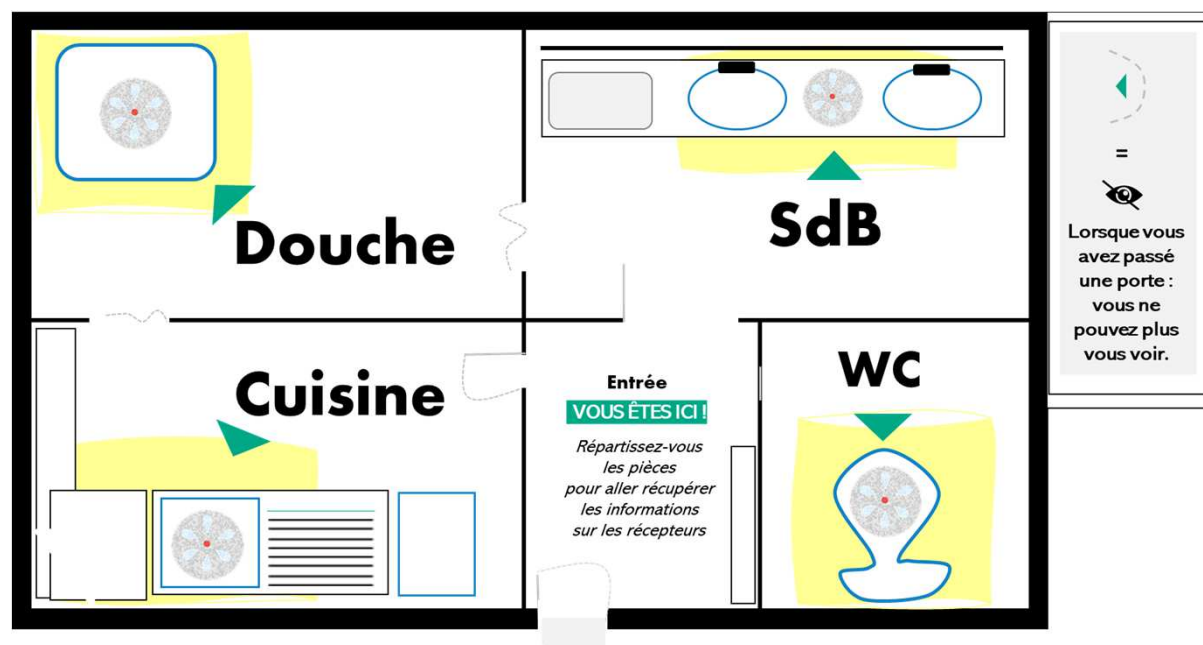 Douche
SdB
Cuisine
Entrée
VOUS ÊTES ICI !
Répartissez-vous
les pièces
pour aller récupérer
les informations
sur les récepteurs
WC
=
Lorsque vous
avez passé
une porte :
vous ne
pouvez plus
vous voir.